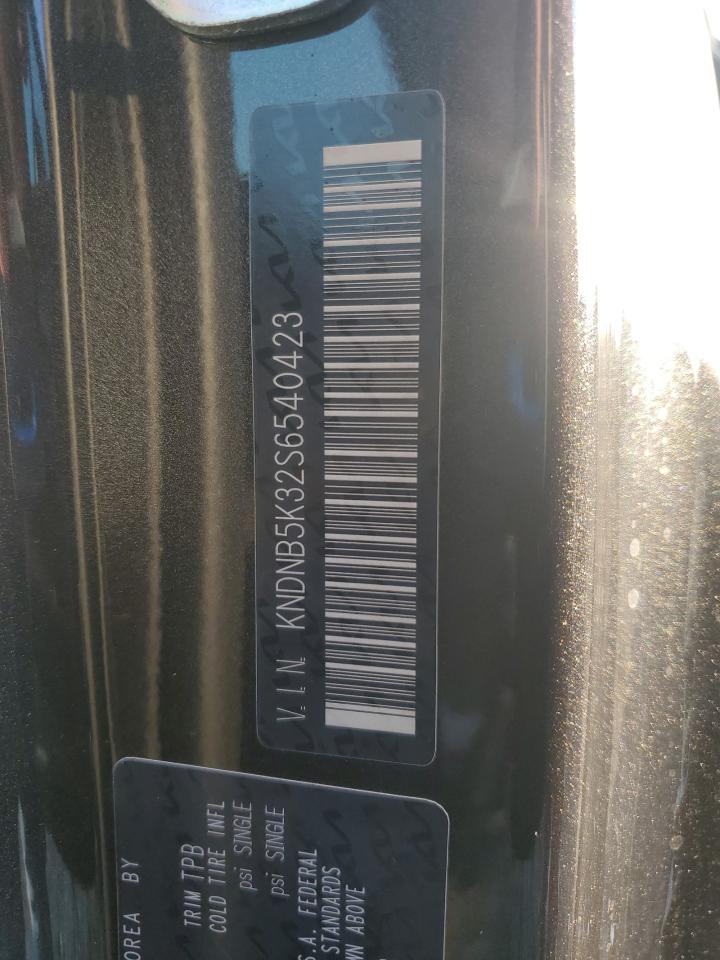 V.I.N. KNDNB5K32S6540423
OREA BY
TRIM TPB
COLD TIRE INFL
psi SINGLE
psi SINGLE
S.A. FEDERAL
STANDARDS
WN ABOVE